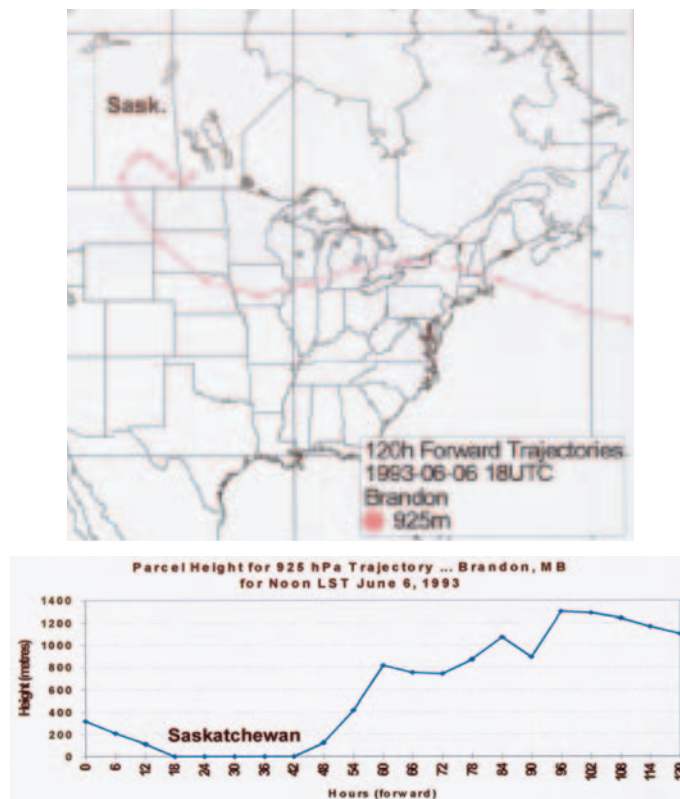 Sask.
120h Forward Trajectories
1993-06-06 18UTC
Brandon
925m
Parcel Height for 925 hPa Trajectory ... Brandon, MB
for Noon LST June 6, 1993
1400
1200
1000
800
600
400
200
0
Height (metres)
Saskatchewan
0 6 12 18 24 30 36 42 48 54 60 66 72 78 84 90 96 102 108 114 120
Hours (forward)